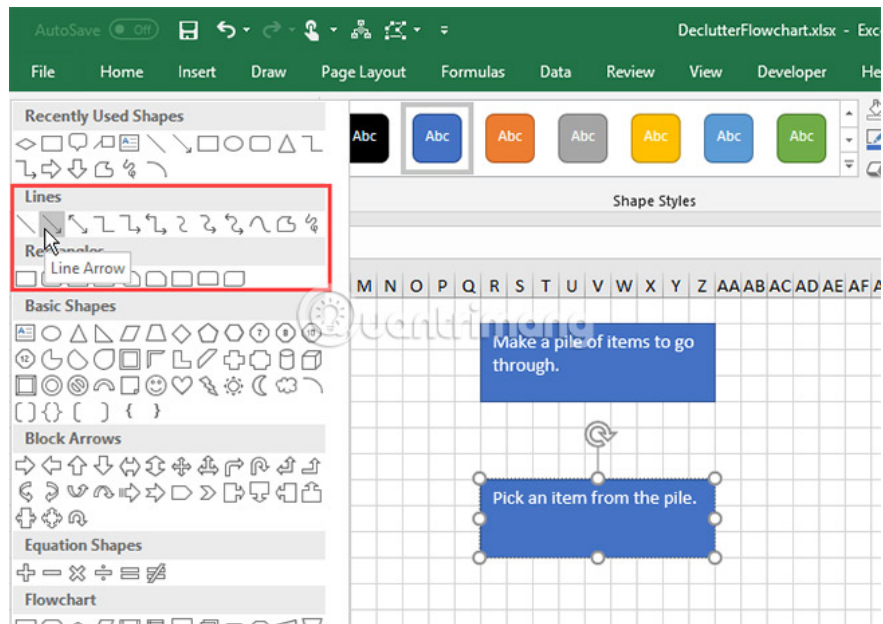 AutoSave Off
DeclutterFlowchart.xlsx - Exc
File Home Insert Draw Page Layout Formulas Data Review View Developer He
Recently Used Shapes
Abc Abc Abc Abc Abc Abc Abc
Lines
Shape Styles
Line Arrow
M N O P Q R S T U V W X Y Z AA AB AC AD AE AF A
Basic Shapes
Quantrimang
Make a pile of items to go
through.
Block Arrows
Pick an item from the pile.
Equation Shapes
Flowchart